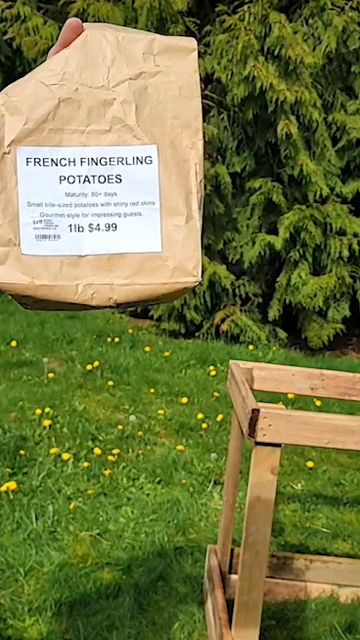 FRENCH FINGERLING
POTATOES
Maturity: 80+ days
Small bite-sized potatoes with shiny red skins
Gourmet-style for impressing guests.
1lb $4.99